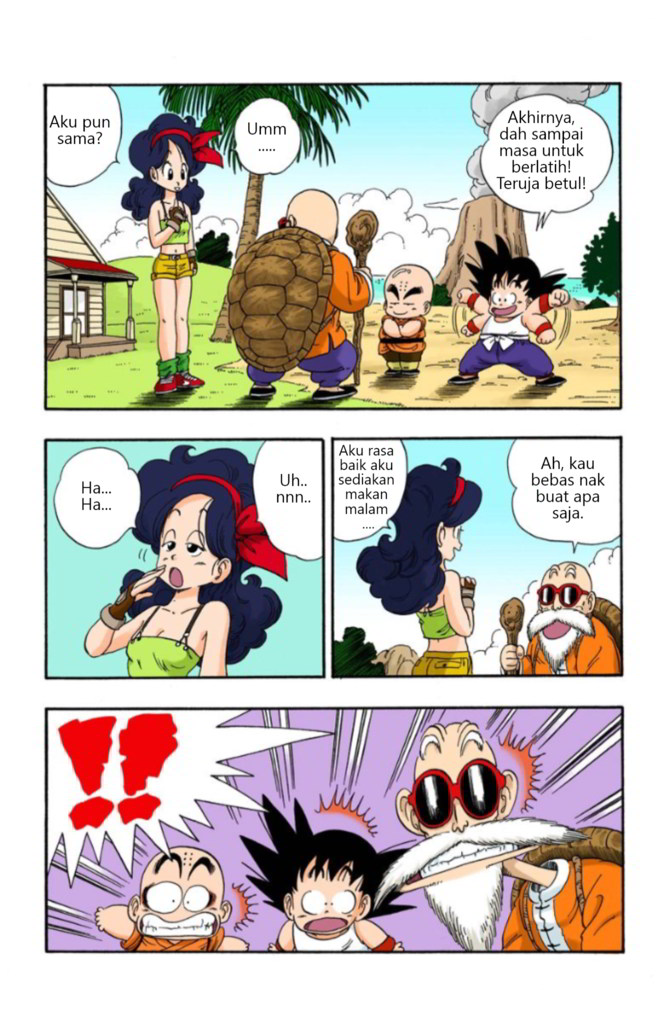 Aku pun
sama?
Umm
.....
Akhirnya,
dah sampai
masa untuk
berlatih!
Teruja betul!
Ha...
Ha...
Uh..
nnn..
Aku rasa
baik aku
sediakan
makan
malam
....
Ah, kau
bebas nak
buat apa
saja.
!!